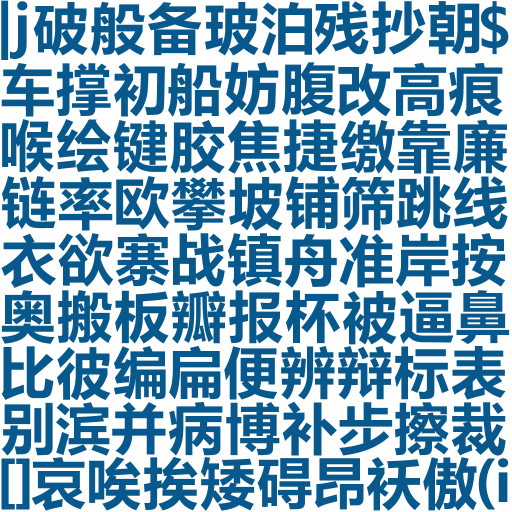 |j破般备玻泊残抄朝$
车撑初船妨腹改高痕
喉绘键胶焦捷缴靠廉
链率欧攀坡铺筛跳线
衣欲寨战镇舟准岸按
奥搬板瓣报杯被逼鼻
比彼编扁便辨辩标表
别滨并病博补步擦裁
[]哀唉挨矮碍昂袄傲(i